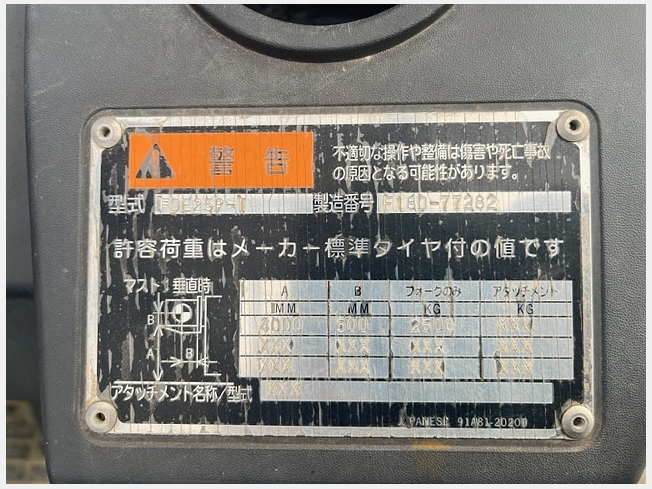 警告
不適切な操作や整備は傷害や死亡事故
の原因となる可能性があります。
型式 製造番号 F18D-77282
許容荷重はメーカー標準タイヤ付の値です
マスト:垂直時 A B フォークのみ アタッチメント
MM MM KG KG
3000 500 2500 XXX
B XXX XXX XXX XXX
A B XXX XXX XXX XXX
アタッチメント名称/型式 XXX
JAPANESE 91A81-20200